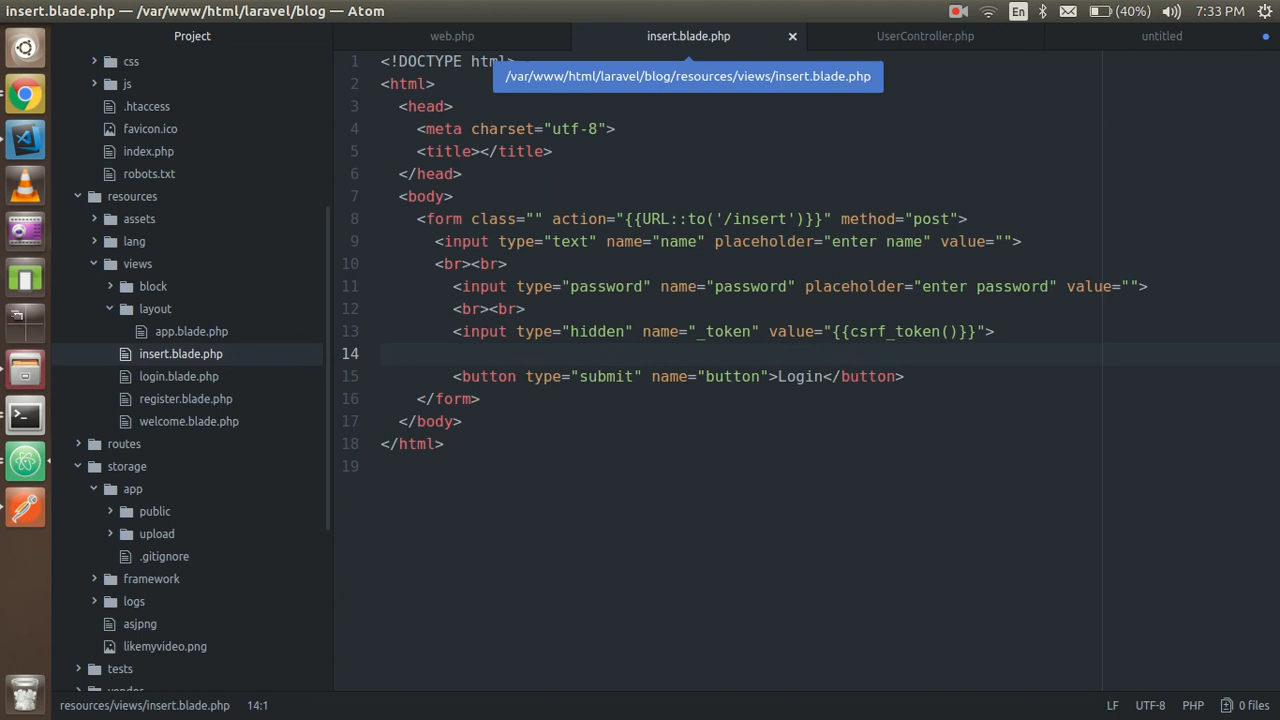 insert.blade.php — /var/www/html/laravel/blog — Atom
En
(40%)
7:33 PM
Project
web.php
insert.blade.php
UserController.php
untitled
/var/www/html/laravel/blog/resources/views/insert.blade.php
css
js
.htaccess
favicon.ico
index.php
robots.txt
resources
assets
lang
views
block
layout
app.blade.php
insert.blade.php
login.blade.php
register.blade.php
welcome.blade.php
routes
storage
app
public
upload
.gitignore
framework
logs
asjpng
likemyvideo.png
tests
1 <!DOCTYPE html>
2 <html>
3 <head>
4 <meta charset="utf-8">
5 <title></title>
6 </head>
7 <body>
8 <form class="" action="{{URL::to('/insert')}}" method="post">
9 <input type="text" name="name" placeholder="enter name" value="">
10 <br><br>
11 <input type="password" name="password" placeholder="enter password" value="">
12 <br><br>
13 <input type="hidden" name="_token" value="{{csrf_token()}}">
14
15 <button type="submit" name="button">Login</button>
16 </form>
17 </body>
18 </html>
19
resources/views/insert.blade.php 14:1
LF UTF-8 PHP 0 files